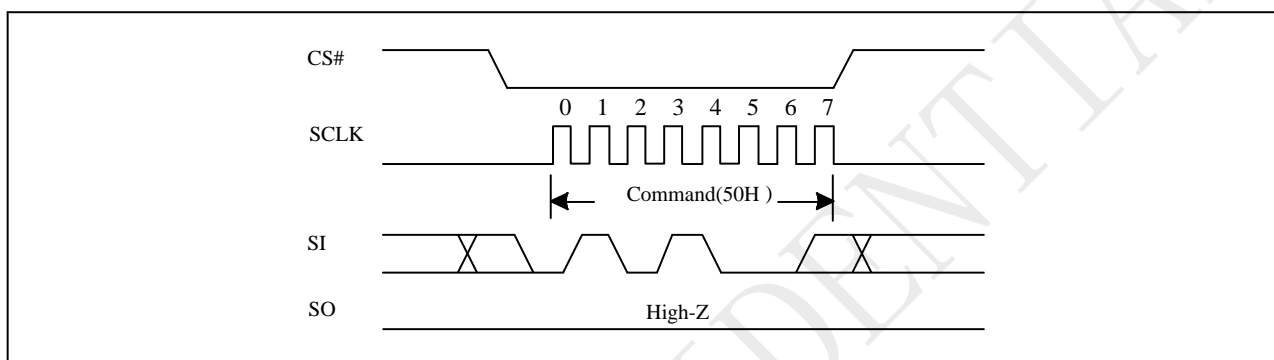 CS#
0 1 2 3 4 5 6 7
SCLK
Command(50H )
SI
SO High-Z